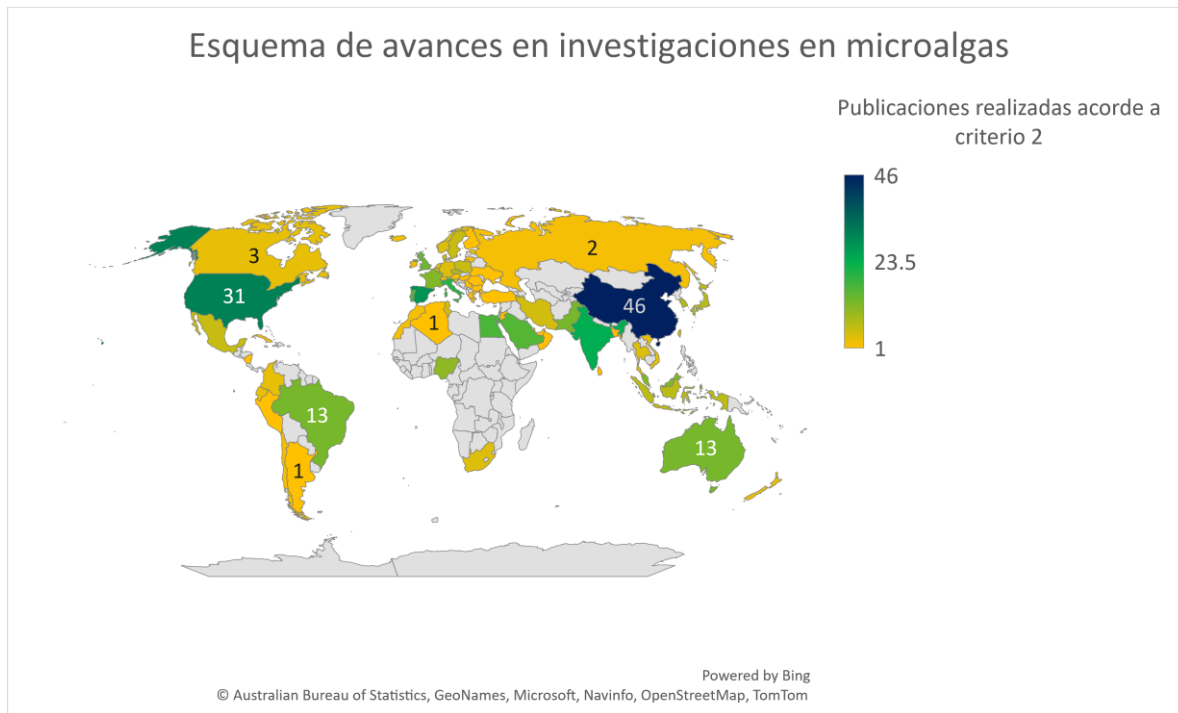 Esquema de avances en investigaciones en microalgas
Publicaciones realizadas acorde a
criterio 2
46
23.5
1
2
3
31
46
1
13
13
1
Powered by Bing
© Australian Bureau of Statistics, GeoNames, Microsoft, Navinfo, OpenStreetMap, TomTom